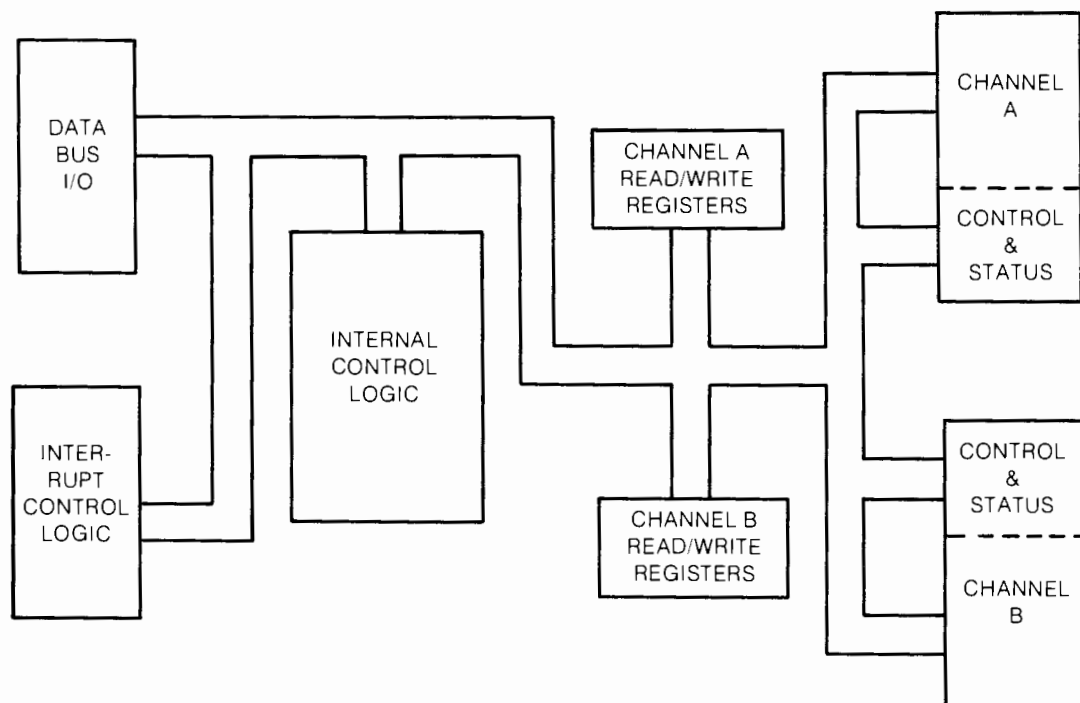 DATA
BUS
I/O
INTER-
RUPT
CONTROL
LOGIC
INTERNAL
CONTROL
LOGIC
CHANNEL A
READ/WRITE
REGISTERS
CHANNEL B
READ/WRITE
REGISTERS
CHANNEL
A
CONTROL
&
STATUS
CONTROL
&
STATUS
CHANNEL
B